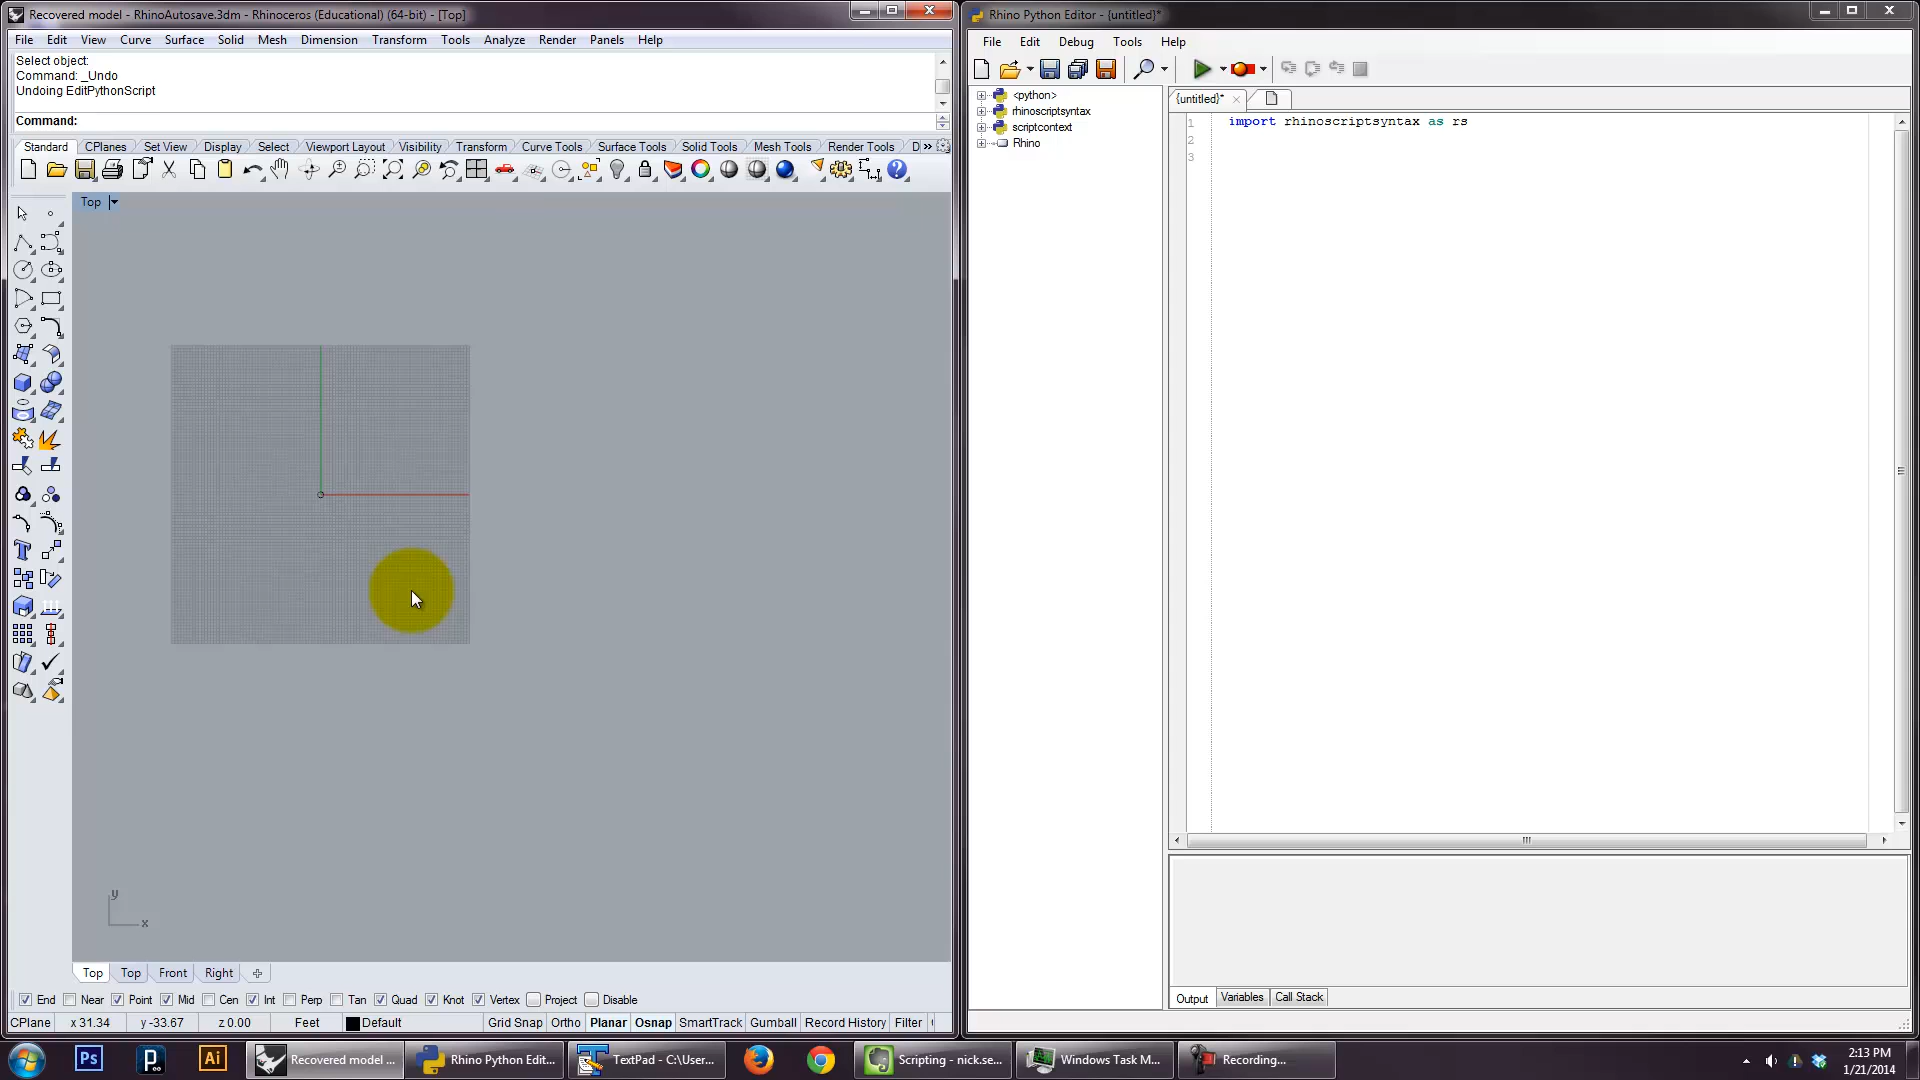 Recovered model - RhinoAutosave.3dm - Rhinoceros (Educational) (64-bit) - [Top]
File Edit View Curve Surface Solid Mesh Dimension Transform Tools Analyze Render Panels Help
Select object:
Command: _Undo
Undoing EditPythonScript
Command:
Standard CPlanes Set View Display Select Viewport Layout Visibility Transform Curve Tools Surface Tools Solid Tools Mesh Tools Render Tools D »
Top
y
x
Top Top Front Right
End Near Point Mid Cen Int Perp Tan Quad Knot Vertex Project Disable
CPlane x 31.34 y -33.67 z 0.00 Feet Default Grid Snap Ortho Planar Osnap SmartTrack Gumball Record History Filter
Rhino Python Editor - {untitled}*
File Edit Debug Tools Help
<python>
rhinoscriptsyntax
scriptcontext
Rhino
{untitled}*
1 import rhinoscriptsyntax as rs
2
3
Output Variables Call Stack
Ps P Ai Recovered model ... Rhino Python Edit... TextPad - C:\User... Scripting - nick.se... Windows Task M... Recording...
2:13 PM
1/21/2014